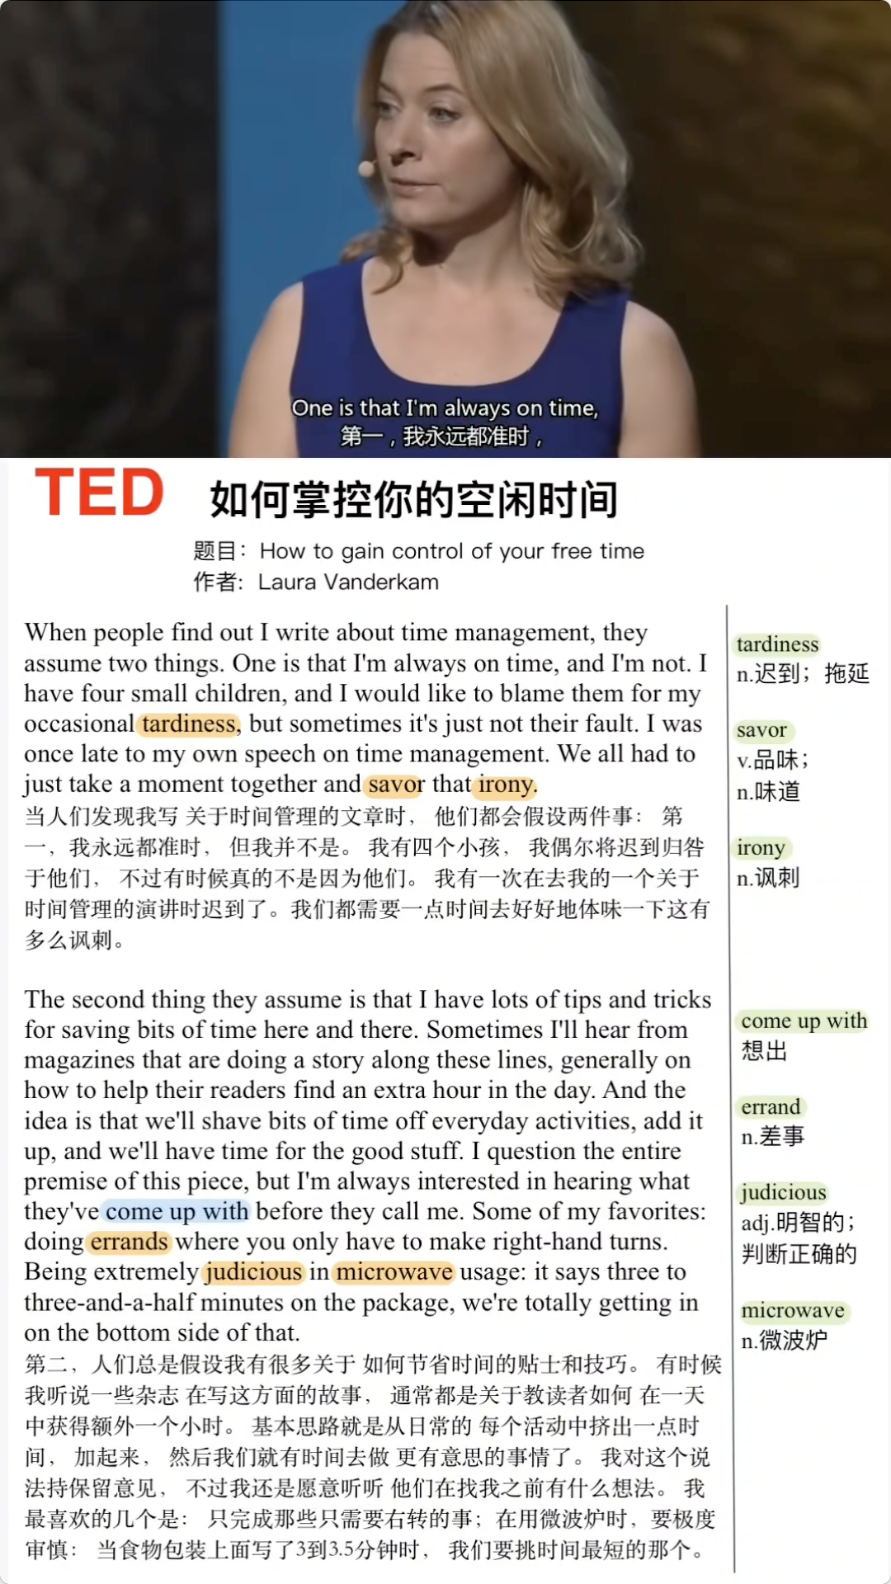 One is that I'm always on time,
第一，我永远都准时，
TED
如何掌控你的空闲时间
题目：How to gain control of your free time
作者：Laura Vanderkam
When people find out I write about time management, they
assume two things. One is that I'm always on time, and I'm not. I
have four small children, and I would like to blame them for my
occasional tardiness, but sometimes it's just not their fault. I was
once late to my own speech on time management. We all had to
just take a moment together and savor that irony.
当人们发现我写 关于时间管理的文章时， 他们都会假设两件事： 第
一，我永远都准时， 但我并不是。 我有四个小孩， 我偶尔将迟到归咎
于他们， 不过有时候真的不是因为他们。 我有一次在去我的一个关于
时间管理的演讲时迟到了。我们都需要一点时间去好好地体味一下这有
多么讽刺。
tardiness
n.迟到；拖延
savor
v.品味；
n.味道
irony
n.讽刺
The second thing they assume is that I have lots of tips and tricks
for saving bits of time here and there. Sometimes I'll hear from
magazines that are doing a story along these lines, generally on
how to help their readers find an extra hour in the day. And the
idea is that we'll shave bits of time off everyday activities, add it
up, and we'll have time for the good stuff. I question the entire
premise of this piece, but I'm always interested in hearing what
they've come up with before they call me. Some of my favorites:
doing errands where you only have to make right-hand turns.
Being extremely judicious in microwave usage: it says three to
three-and-a-half minutes on the package, we're totally getting in
on the bottom side of that.
第二，人们总是假设我有很多关于 如何节省时间的贴士和技巧。 有时候
我听说一些杂志 在写这方面的故事， 通常都是关于教读者如何 在一天
中获得额外一个小时。 基本思路就是从日常的 每个活动中挤出一点时
间， 加起来， 然后我们就有时间去做 更有意思的事情了。 我对这个说
法持保留意见， 不过我还是愿意听听 他们在找我之前有什么想法。 我
最喜欢的几个是： 只完成那些只需要右转的事；在用微波炉时，要极度
审慎： 当食物包装上面写了3到3.5分钟时， 我们要挑时间最短的那个。
come up with
想出
errand
n.差事
judicious
adj.明智的；
判断正确的
microwave
n.微波炉